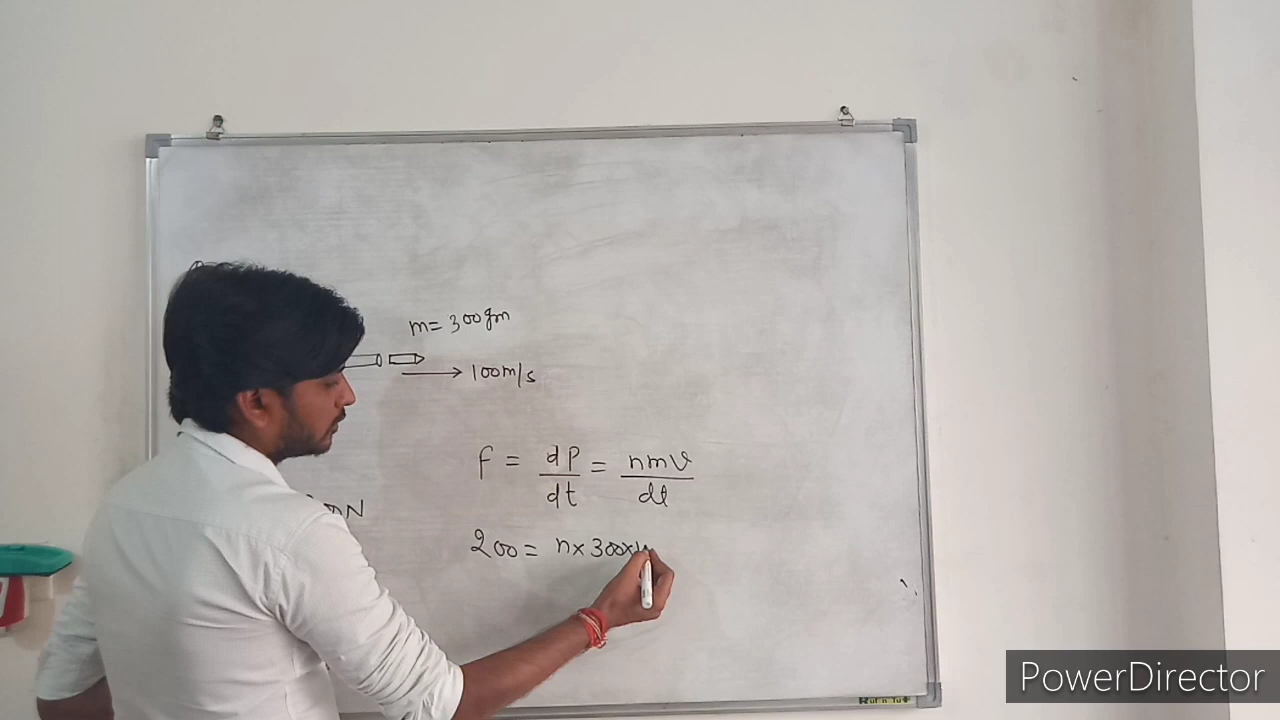 m= 300gm
100m/s
f = dP/dt = nmv/dt
200 = n×300×
PowerDirector